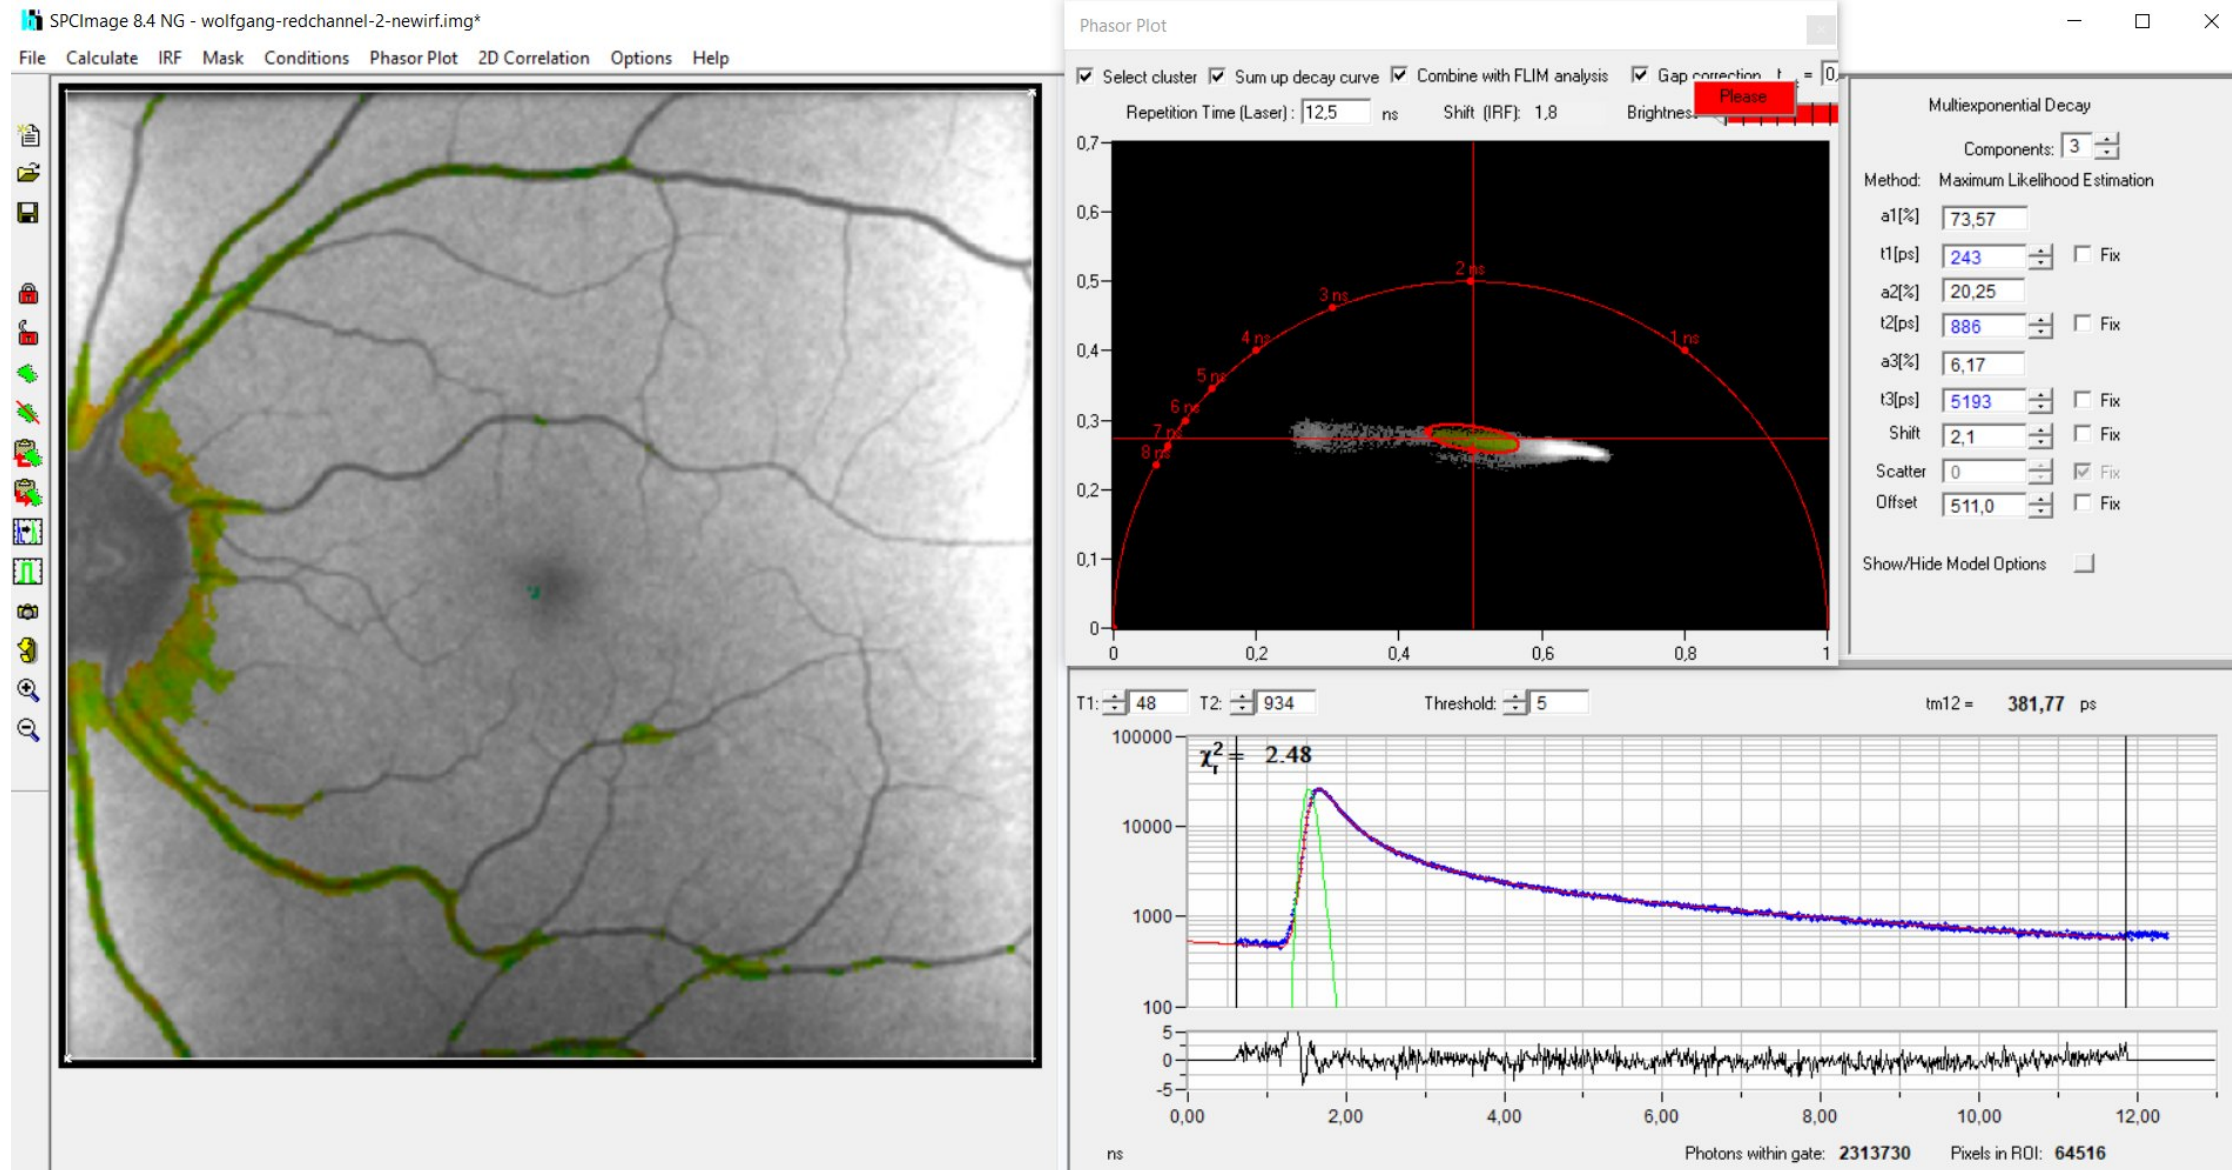 SPCImage 8.4 NG - wolfgang-redchannel-2-newirf.img*
File Calculate IRF Mask Conditions Phasor Plot 2D Correlation Options Help
Phasor Plot
Select cluster Sum up decay curve Combine with FLIM analysis Gap correction t = 0,
Please
Repetition Time (Laser) : 12,5 ns Shift (IRF): 1,8 Brightness
0,7
0,6
0,5
0,4
0,3
0,2
0,1
0
1 ns
2 ns
3 ns
4 ns
5 ns
6 ns
7 ns
8 ns
0 0,2 0,4 0,6 0,8 1
Multiexponential Decay
Components: 3
Method: Maximum Likelihood Estimation
a1[%] 73,57
t1[ps] 243 Fix
a2[%] 20,25
t2[ps] 886 Fix
a3[%] 6,17
t3[ps] 5193 Fix
Shift 2,1 Fix
Scatter 0 Fix
Offset 511,0 Fix
Show/Hide Model Options
T1: 48 T2: 934 Threshold: 5 tm12 = 381,77 ps
χ²r = 2.48
100000
10000
1000
100
5
0
-5
0,00 2,00 4,00 6,00 8,00 10,00 12,00
ns Photons within gate: 2313730 Pixels in ROI: 64516